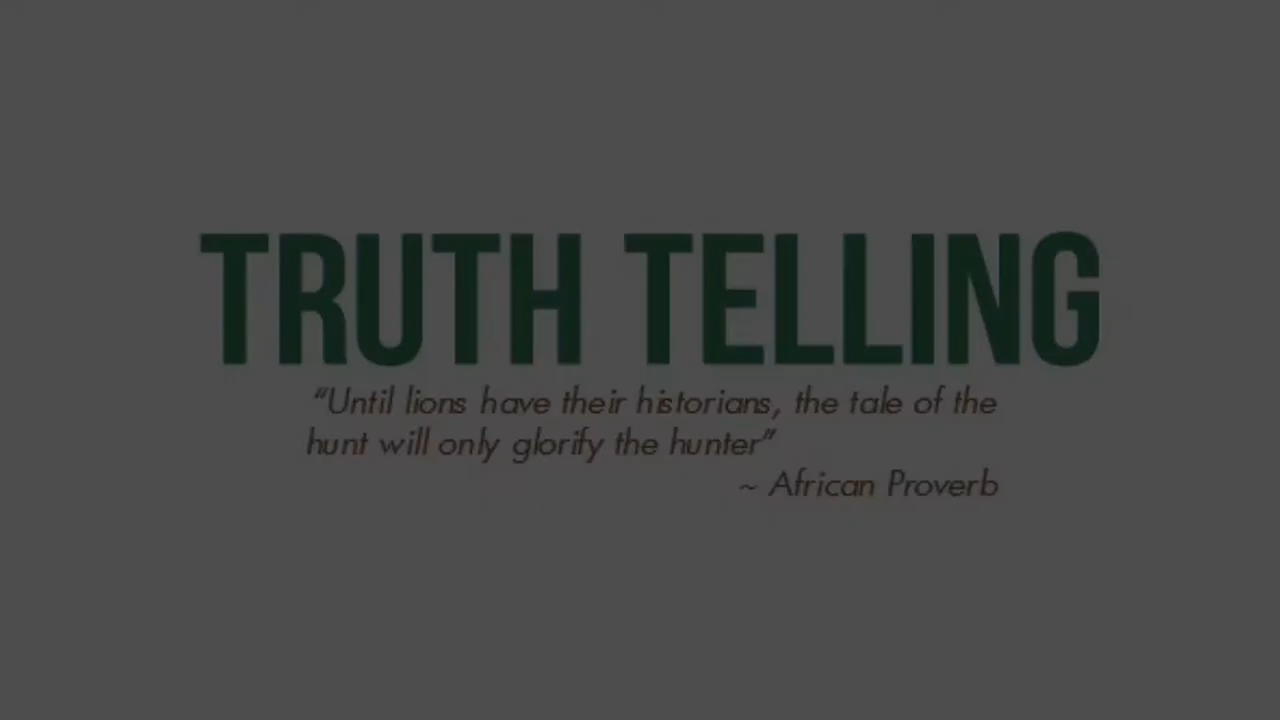 TRUTH TELLING
“Until lions have their historians, the tale of the
hunt will only glorify the hunter”
~ African Proverb